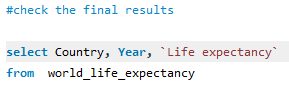 #check the final results
select Country, Year, `Life expectancy`
from  world_life_expectancy